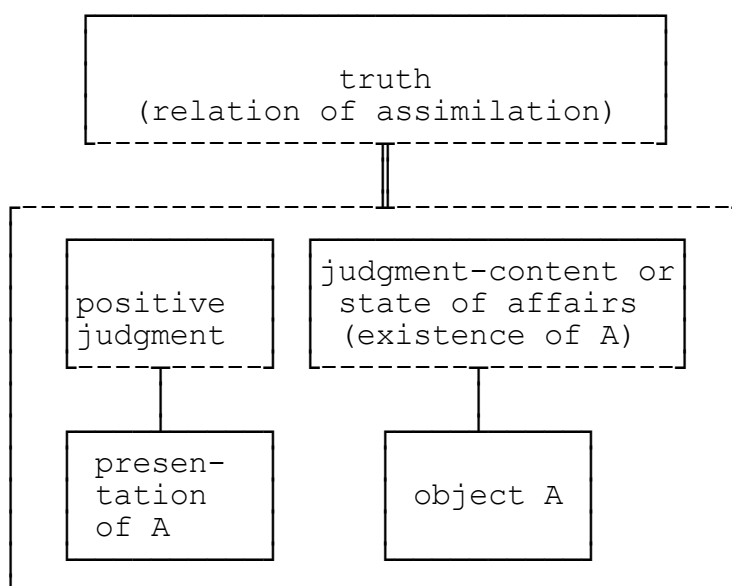 truth
(relation of assimilation)
positive
judgment
judgment-content or
state of affairs
(existence of A)
presen-
tation
of A
object A